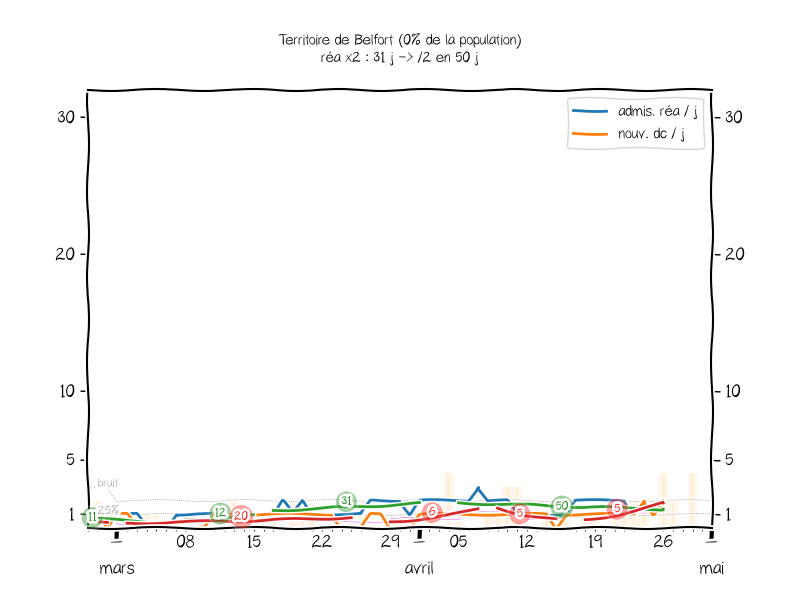 Territoire de Belfort (0% de la population)
réa x2 : 31 j -> /2 en 50 j
admis. réa / j
nouv. dc / j
30 30
20 20
10 10
5 5
bruit
25%
1 1
11 12 20 31 6 5 50 5
08 15 22 29 05 12 19 26
mars avril mai